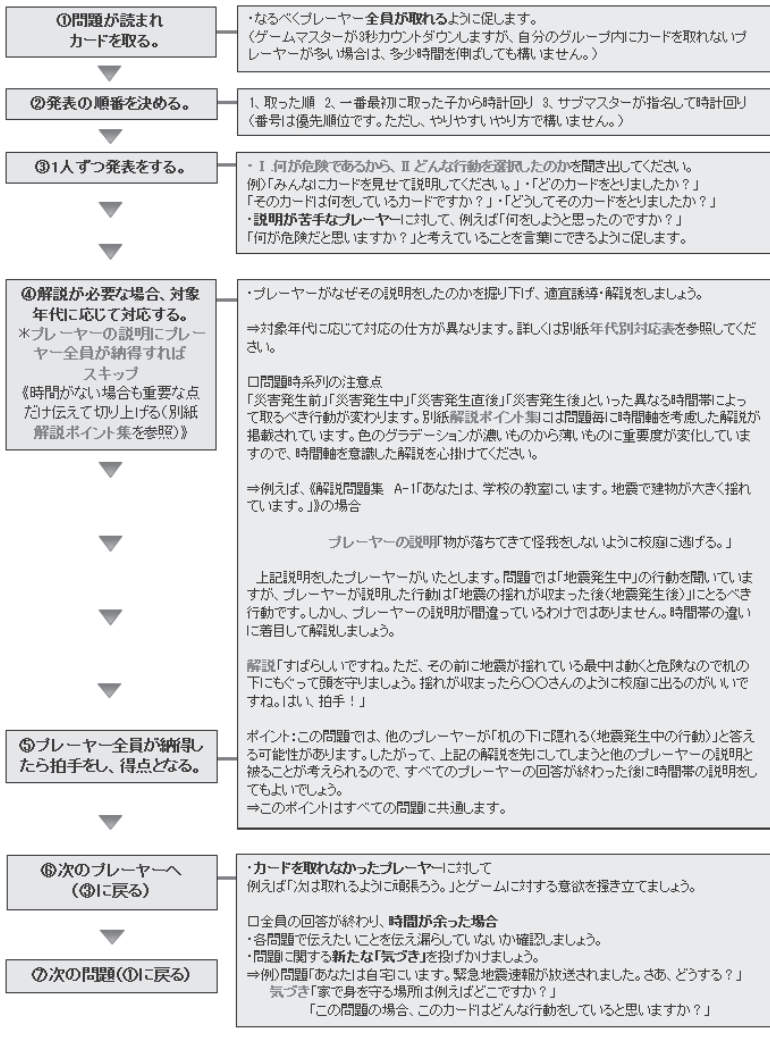 ①問題が読まれ
カードを取る。
・なるべくプレーヤー全員が取れるように促します。
(ゲームマスターが3秒カウントダウンしますが、自分のグループ内にカードを取れないプ
レーヤーが多い場合は、多少時間を伸ばしても構いません。)
②発表の順番を決める。
1、取った順 2、一番最初に取った子から時計回り 3、サブマスターが指名して時計回り
(番号は優先順位です。ただし、やりやすいやり方で構いません。)
③1人ずつ発表をする。
・Ⅰ.何が危険であるから、Ⅱどんな行動を選択したのかを聞き出してください。
例)「みんなにカードを見せて説明してください。」・「どのカードをとりましたか？」
「そのカードは何をしているカードですか？」・「どうしてそのカードをとりましたか？」
・説明が苦手なプレーヤーに対して、例えば「何をしようと思ったのですか？」
「何が危険だと思いますか？」と考えていることを言葉にできるように促します。
④解説が必要な場合、対象
年代に応じて対応する。
＊プレーヤーの説明にプレー
ヤー全員が納得すれば
スキップ
《時間がない場合も重要な点
だけ伝えて切り上げる(別紙
解説ポイント集を参照)》
・プレーヤーがなぜその説明をしたのかを掘り下げ、適宜誘導・解説をしましょう。
⇒対象年代に応じて対応の仕方が異なります。詳しくは別紙年代別対応表を参照してくだ
さい。
□問題時系列の注意点
「災害発生前」「災害発生中」「災害発生直後」「災害発生後」といった異なる時間帯によっ
て取るべき行動が変わります。別紙解説ポイント集には問題毎に時間軸を考慮した解説が
掲載されています。色のグラデーションが濃いものから薄いものに重要度が変化していま
すので、時間軸を意識した解説を心掛けてください。
⇒例えば、《解説問題集 A-1「あなたは、学校の教室にいます。地震で建物が大きく揺れ
ています。」》の場合
プレーヤーの説明「物が落ちてきて怪我をしないように校庭に逃げる。」
上記説明をしたプレーヤーがいたとします。問題では「地震発生中」の行動を聞いていま
すが、プレーヤーが説明した行動は「地震の揺れが収まった後(地震発生後)」にとるべき
行動です。しかし、プレーヤーの説明が間違っているわけではありません。時間帯の違い
に着目して解説しましょう。
解説「すばらしいですね。ただ、その前に地震が揺れている最中は動くと危険なので机の
下にもぐって頭を守りましょう。揺れが収まったら〇〇さんのように校庭に出るのがいいで
すね。はい、拍手！」
ポイント：この問題では、他のプレーヤーが「机の下に隠れる(地震発生中の行動)」と答え
る可能性があります。したがって、上記の解説を先にしてしまうと他のプレーヤーの説明と
被ることが考えられるので、すべてのプレーヤーの回答が終わった後に時間帯の説明をし
てもよいでしょう。
⇒このポイントはすべての問題に共通します。
⑤プレーヤー全員が納得し
たら拍手をし、得点となる。
⑥次のプレーヤーへ
(③に戻る)
・カードを取れなかったプレーヤーに対して
例えば「次は取れるように頑張ろう。」とゲームに対する意欲を掻き立てましょう。
□全員の回答が終わり、時間が余った場合
・各問題で伝えたいことを伝え漏らしていないか確認しましょう。
・問題に関する新たな「気づき」を投げかけましょう。
⇒例)問題「あなたは自宅にいます。緊急地震速報が放送されました。さあ、どうする？」
気づき「家で身を守る場所は例えばどこですか？」
「この問題の場合、このカードはどんな行動をしていると思いますか？」
⑦次の問題(①に戻る)